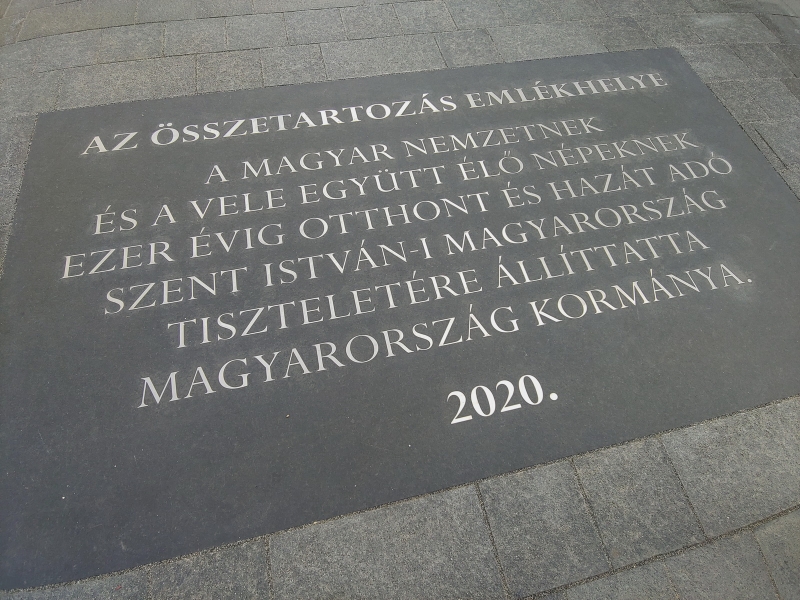 AZ ÖSSZETARTOZÁS EMLÉKHELYE
A MAGYAR NEMZETNEK
ÉS A VELE EGYÜTT ÉLŐ NÉPEKNEK
EZER ÉVIG OTTHONT ÉS HAZÁT ADÓ
SZENT ISTVÁN-I MAGYARORSZÁG
TISZTELETÉRE ÁLLÍTTATTA
MAGYARORSZÁG KORMÁNYA.
2020.